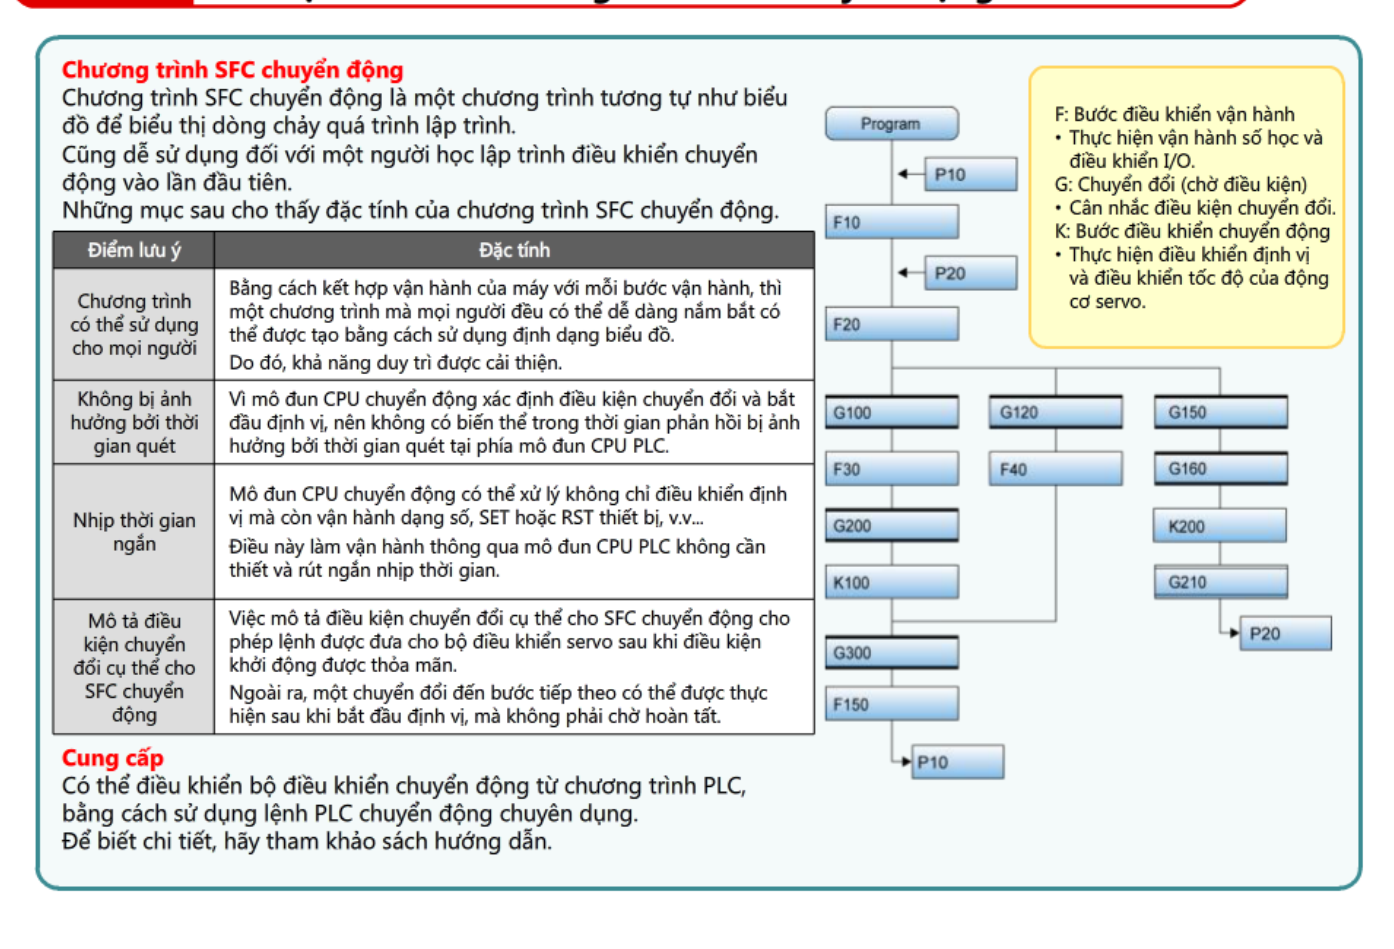 Chương trình SFC chuyển động
Chương trình SFC chuyển động là một chương trình tương tự như biểu
đồ để biểu thị dòng chảy quá trình lập trình.
Cũng dễ sử dụng đối với một người học lập trình điều khiển chuyển
động vào lần đầu tiên.
Những mục sau cho thấy đặc tính của chương trình SFC chuyển động.
Điểm lưu ý
Đặc tính
Chương trình
có thể sử dụng
cho mọi người
Bằng cách kết hợp vận hành của máy với mỗi bước vận hành, thì
một chương trình mà mọi người đều có thể dễ dàng nắm bắt có
thể được tạo bằng cách sử dụng định dạng biểu đồ.
Do đó, khả năng duy trì được cải thiện.
Không bị ảnh
hưởng bởi thời
gian quét
Vì mô đun CPU chuyển động xác định điều kiện chuyển đổi và bắt
đầu định vị, nên không có biến thể trong thời gian phản hồi bị ảnh
hưởng bởi thời gian quét tại phía mô đun CPU PLC.
Nhịp thời gian
ngắn
Mô đun CPU chuyển động có thể xử lý không chỉ điều khiển định
vị mà còn vận hành dạng số, SET hoặc RST thiết bị, v.v...
Điều này làm vận hành thông qua mô đun CPU PLC không cần
thiết và rút ngắn nhịp thời gian.
Mô tả điều
kiện chuyển
đổi cụ thể cho
SFC chuyển
động
Việc mô tả điều kiện chuyển đổi cụ thể cho SFC chuyển động cho
phép lệnh được đưa cho bộ điều khiển servo sau khi điều kiện
khởi động được thỏa mãn.
Ngoài ra, một chuyển đổi đến bước tiếp theo có thể được thực
hiện sau khi bắt đầu định vị, mà không phải chờ hoàn tất.
Cung cấp
Có thể điều khiển bộ điều khiển chuyển động từ chương trình PLC,
bằng cách sử dụng lệnh PLC chuyển động chuyên dụng.
Để biết chi tiết, hãy tham khảo sách hướng dẫn.
Program
P10
F10
P20
F20
G100
G120
G150
F30
F40
G160
G200
K200
K100
G210
P20
G300
F150
P10
F: Bước điều khiển vận hành
• Thực hiện vận hành số học và
điều khiển I/O.
G: Chuyển đổi (chờ điều kiện)
• Cân nhắc điều kiện chuyển đổi.
K: Bước điều khiển chuyển động
• Thực hiện điều khiển định vị
và điều khiển tốc độ của động
cơ servo.